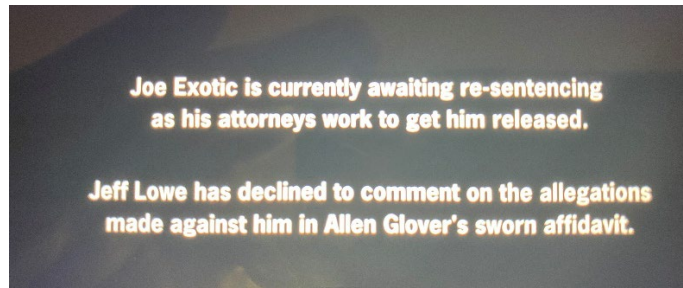 Joe Exotic is currently awaiting re-sentencing
as his attorneys work to get him released.
Jeff Lowe has declined to comment on the allegations
made against him in Allen Glover's sworn affidavit.